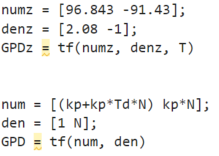 numz = [96.843 -91.43];
denz = [2.08 -1];
GPDz = tf(numz, denz, T)
num = [(kp+kp*Td*N) kp*N];
den = [1 N];
GPD = tf(num, den)